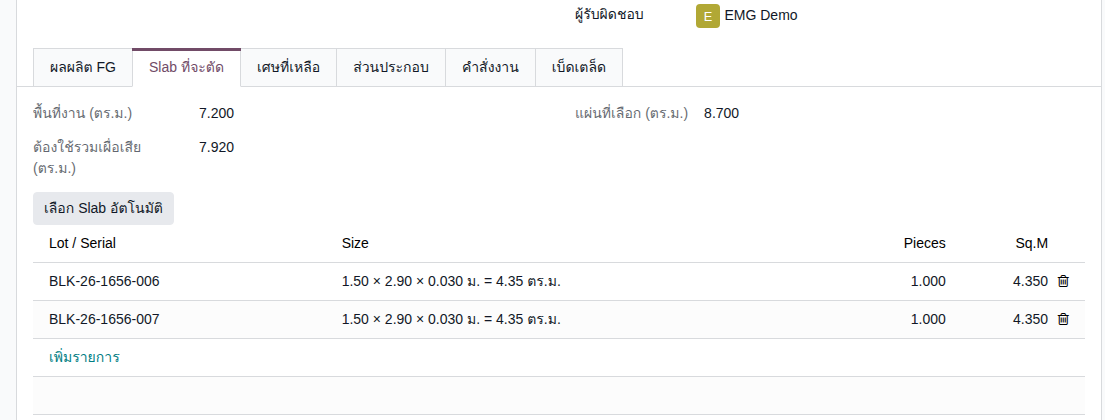 ผู้รับผิดชอบ E EMG Demo
ผลผลิต FG Slab ที่จะตัด เศษที่เหลือ ส่วนประกอบ คำสั่งงาน เบ็ดเตล็ด
พื้นที่งาน (ตร.ม.) 7.200 แผ่นที่เลือก (ตร.ม.) 8.700
ต้องใช้รวมเผื่อเสีย 7.920
(ตร.ม.)
เลือก Slab อัตโนมัติ
Lot / Serial Size Pieces Sq.M
BLK-26-1656-006 1.50 × 2.90 × 0.030 ม. = 4.35 ตร.ม. 1.000 4.350
BLK-26-1656-007 1.50 × 2.90 × 0.030 ม. = 4.35 ตร.ม. 1.000 4.350
เพิ่มรายการ